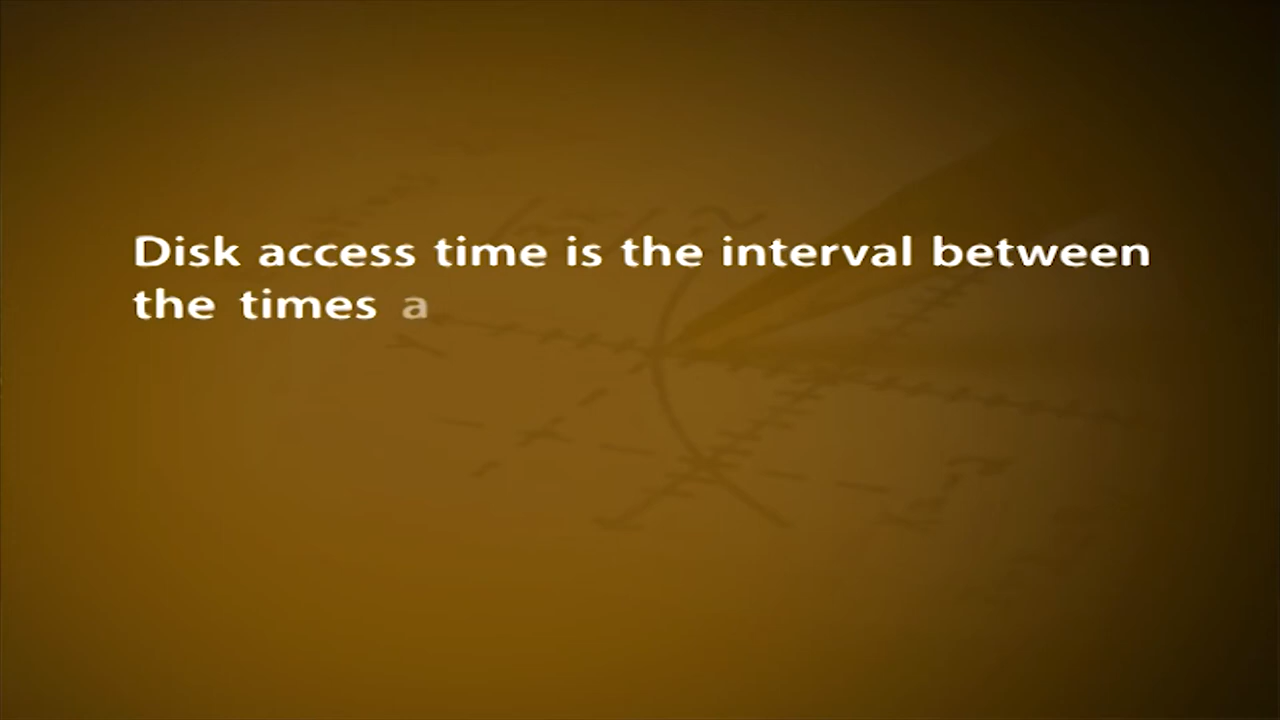 Disk access time is the interval between
the times a